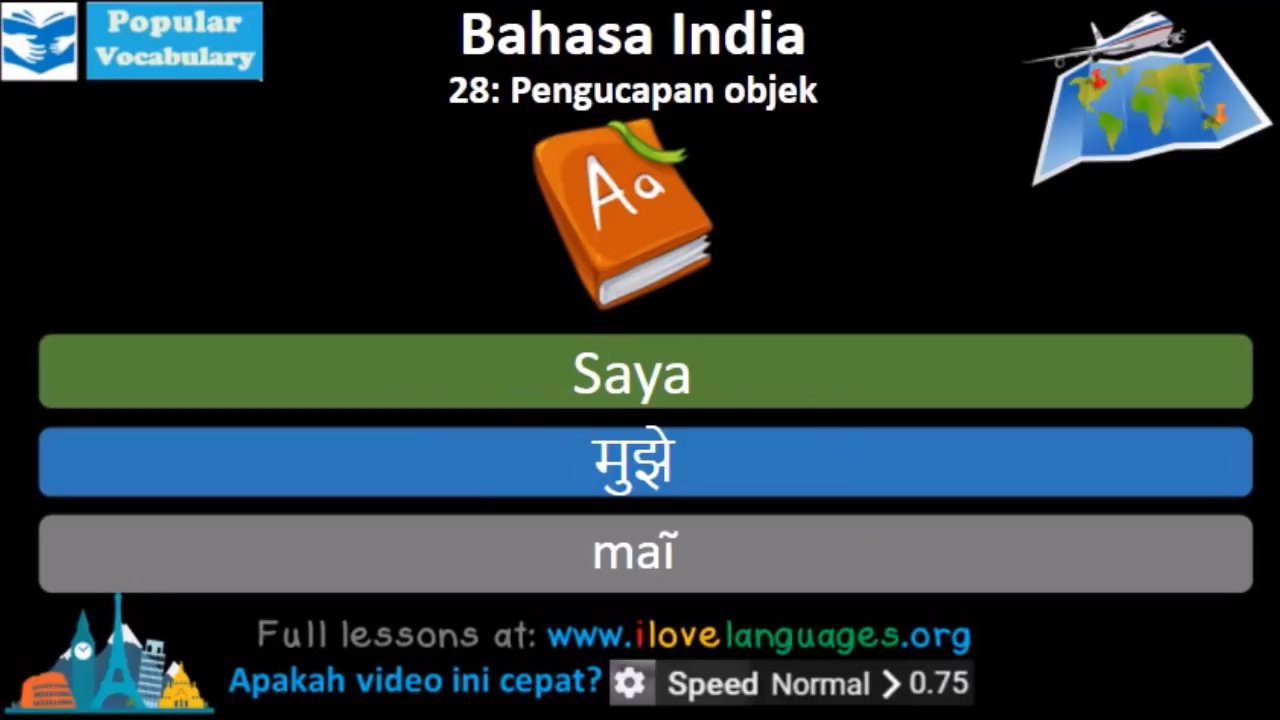 Popular
Vocabulary
Bahasa India
28: Pengucapan objek
Aa
Saya
मुझे
maĩ
Full lessons at: www.ilovelanguages.org
Apakah video ini cepat? Speed Normal > 0.75